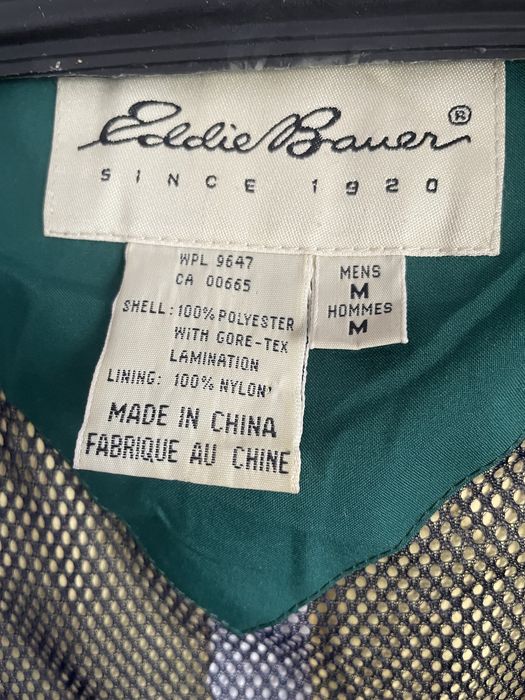 Eddie Bauer®
SINCE 1920
WPL 9647
CA 00665
SHELL: 100% POLYESTER
WITH GORE-TEX
LAMINATION
LINING: 100% NYLON
MADE IN CHINA
FABRIQUE AU CHINE
MENS
M
HOMMES
M